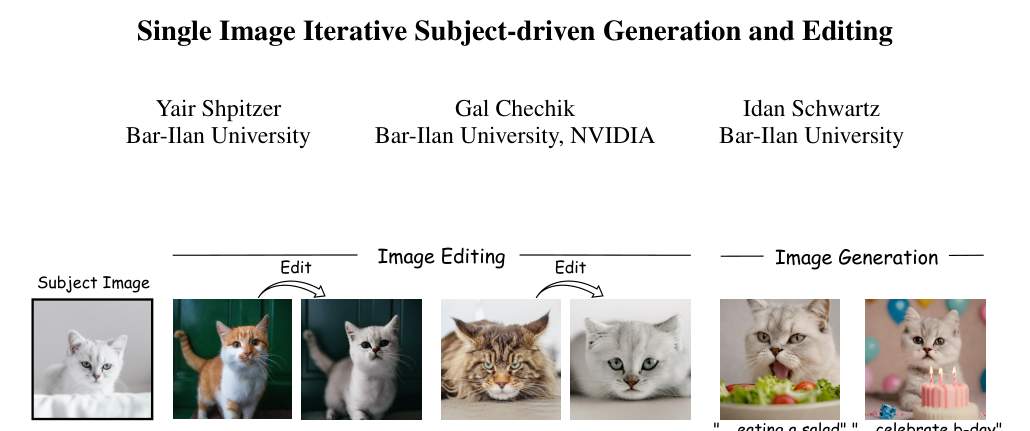 Single Image Iterative Subject-driven Generation and Editing
Yair Shpitzer
Bar-Ilan University
Gal Chechik
Bar-Ilan University, NVIDIA
Idan Schwartz
Bar-Ilan University
Image Editing
Image Generation
Subject Image
Edit
Edit
"... eating a salad"
"... celebrate b-day"